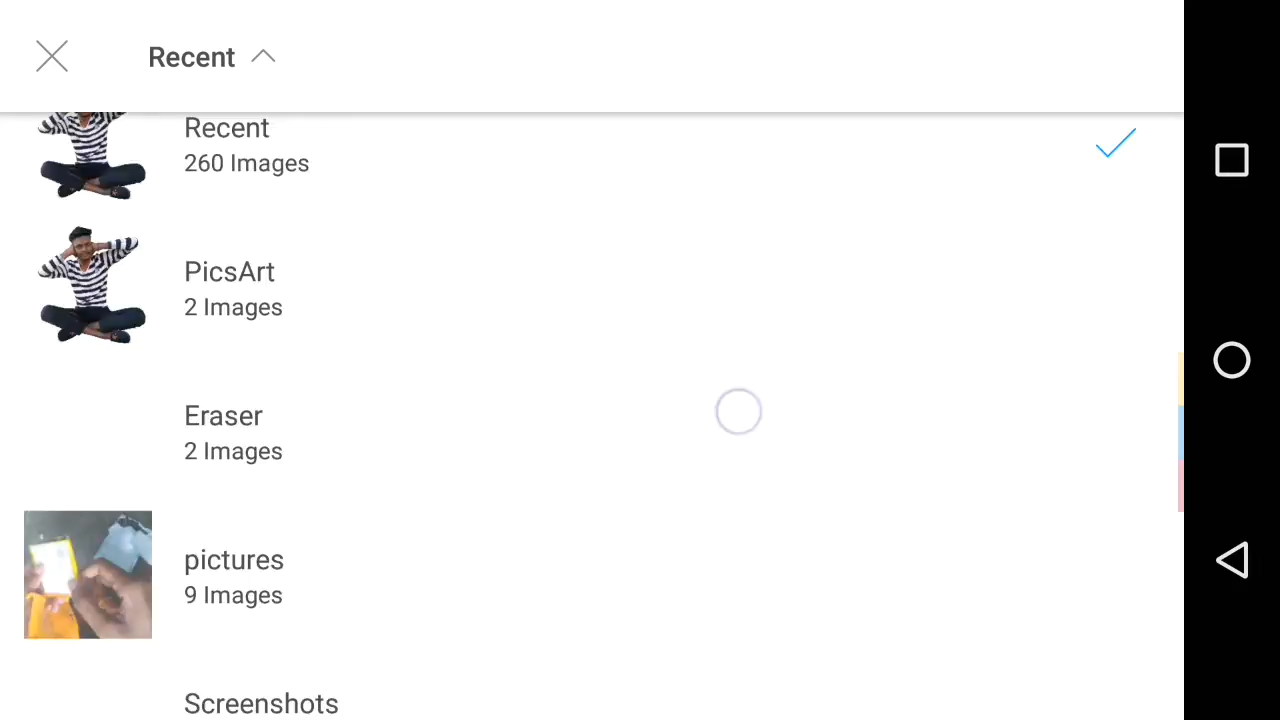 Recent
Recent
260 Images
PicsArt
2 Images
Eraser
2 Images
pictures
9 Images
Screenshots